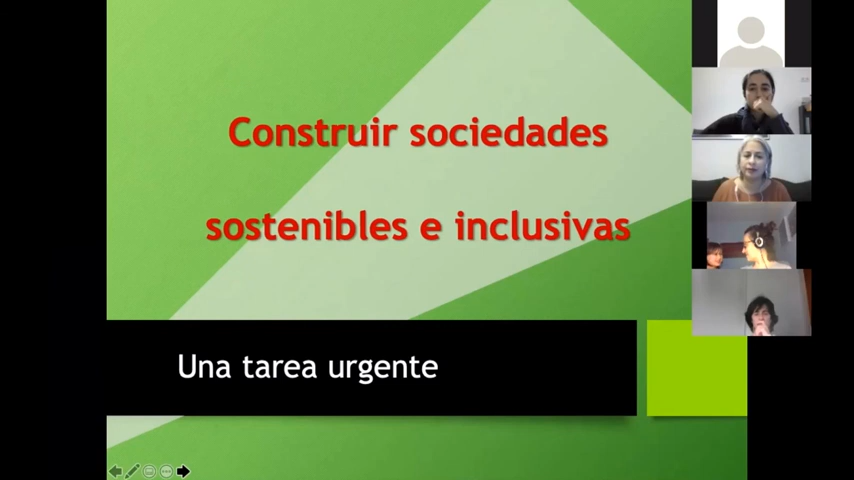 Construir sociedades
sostenibles e inclusivas
Una tarea urgente